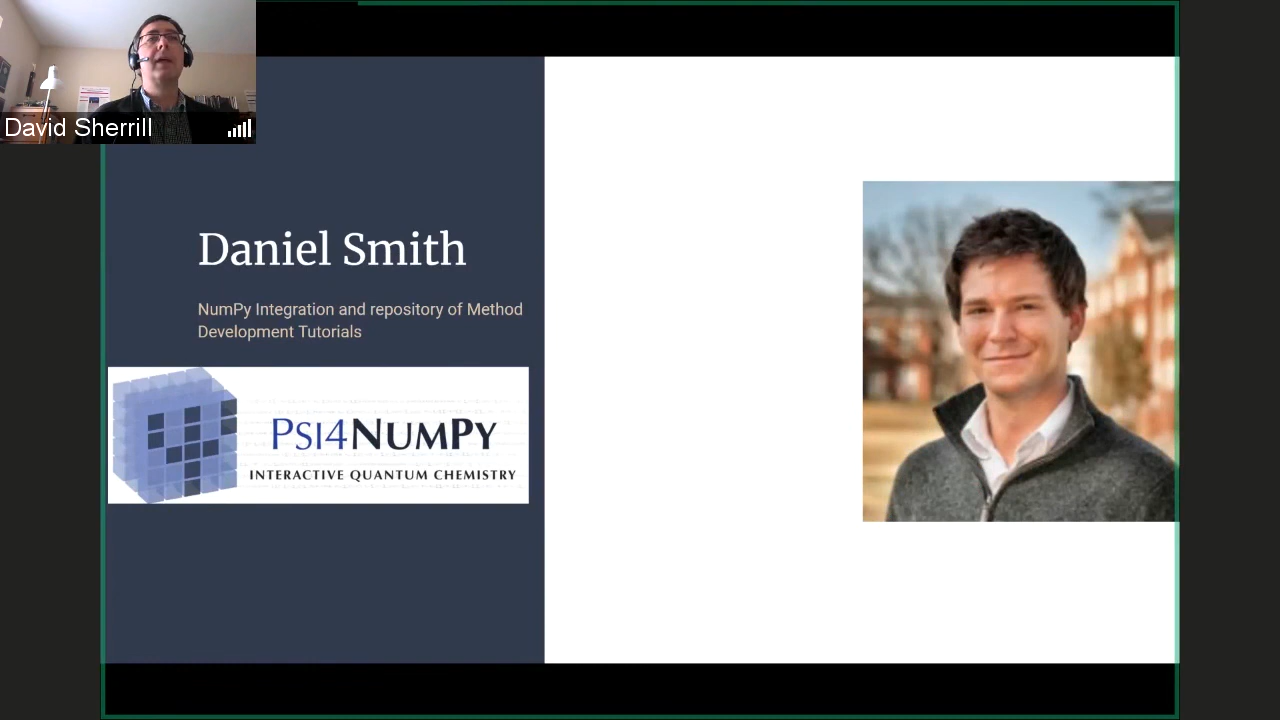 David Sherrill
Daniel Smith
NumPy Integration and repository of Method
Development Tutorials
PSI4NUMPY
INTERACTIVE QUANTUM CHEMISTRY